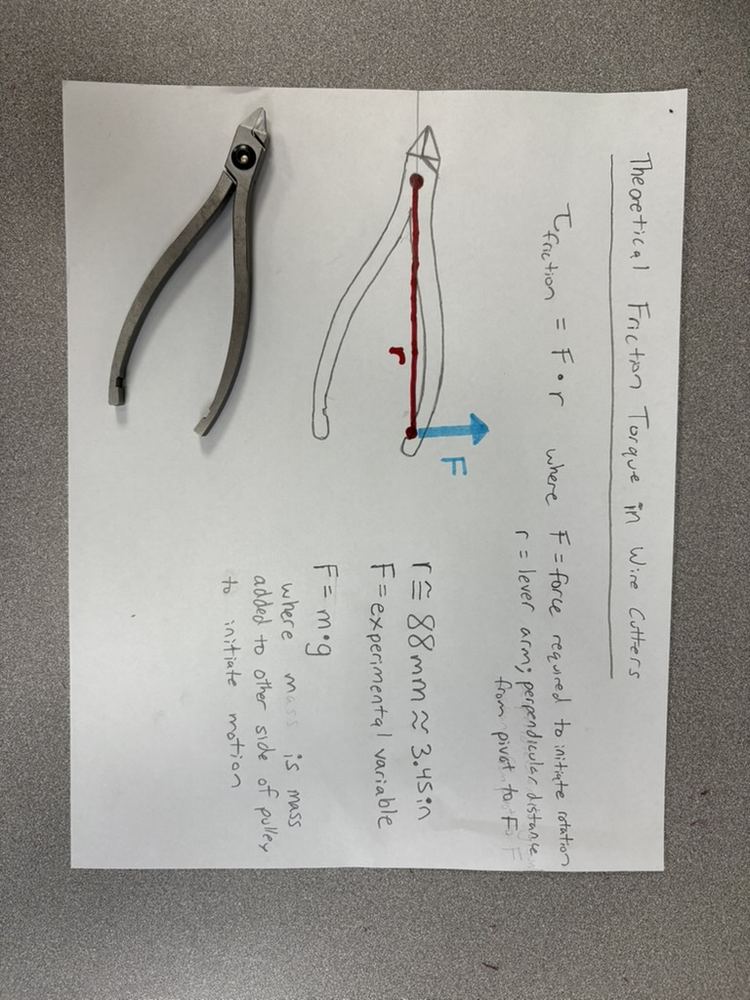 Theoretical Friction Torque in Wire Cutters
τfriction = F • r where F = force required to initiate rotation
r = lever arm; perpendicular distance
from pivot to F
F
r
r ≅ 88mm ≈ 3.45in
F = experimental variable
F = m•g
where mass is mass
added to other side of pulley
to initiate motion